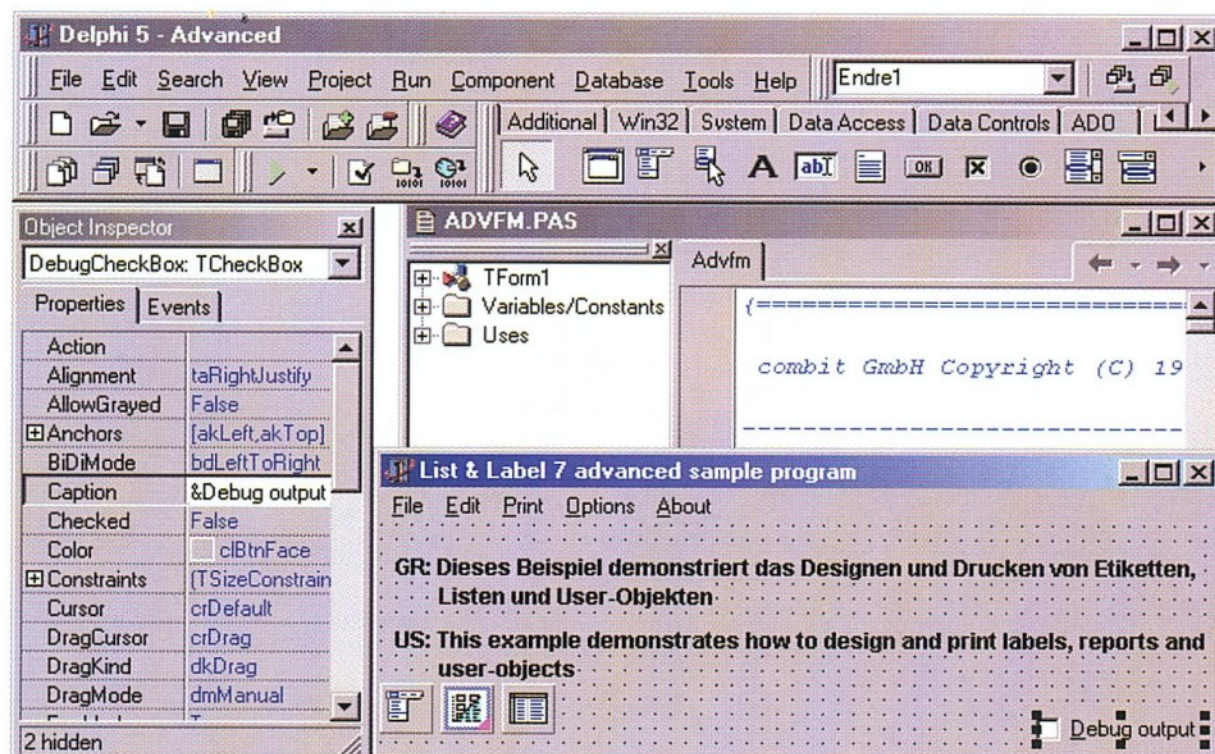 Delphi 5 - Advanced
File Edit Search View Project Run Component Database Tools Help
Endre1
Additional Win32 System Data Access Data Controls ADO
Object Inspector
DebugCheckBox: TCheckBox
Properties Events
Action
Alignment taRightJustify
AllowGrayed False
Anchors [akLeft,akTop]
BiDiMode bdLeftToRight
Caption &Debug output
Checked False
Color clBtnFace
Constraints (TSizeConstrain
Cursor crDefault
DragCursor crDrag
DragKind dkDrag
DragMode dmManual
2 hidden
ADVFM.PAS
TForm1
Variables/Constants
Uses
Advfm
{==============================
combit GmbH Copyright (C) 19
------------------------------
List & Label 7 advanced sample program
File Edit Print Options About
GR: Dieses Beispiel demonstriert das Designen und Drucken von Etiketten,
Listen und User-Objekten
US: This example demonstrates how to design and print labels, reports and
user-objects
Debug output